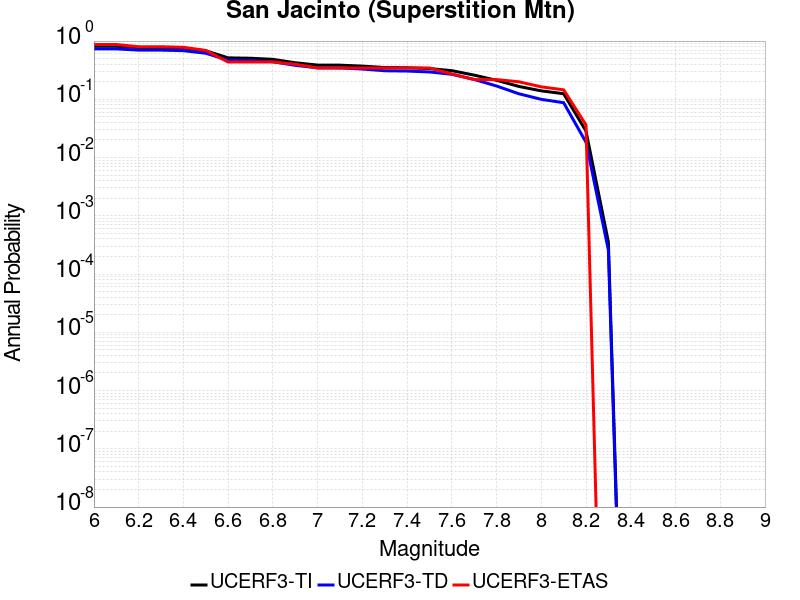 San Jacinto (Superstition Mtn)
10^0
10^-1
10^-2
10^-3
10^-4
10^-5
10^-6
10^-7
10^-8
Annual Probability
6 6.2 6.4 6.6 6.8 7 7.2 7.4 7.6 7.8 8 8.2 8.4 8.6 8.8 9
Magnitude
UCERF3-TI UCERF3-TD UCERF3-ETAS